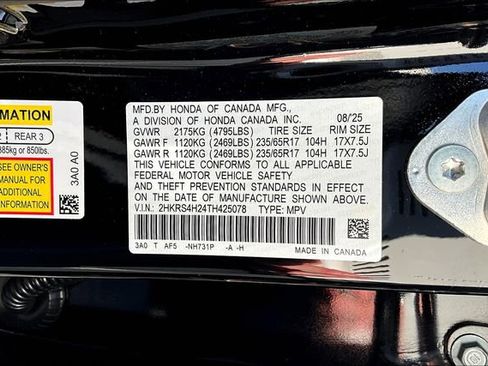 MFD.BY HONDA OF CANADA MFG.,
A DIVISION OF HONDA CANADA INC. 08/25
GVWR 2175KG (4795LBS) TIRE SIZE RIM SIZE
GAWR F 1120KG (2469LBS) 235/65R17 104H 17X7.5J
GAWR R 1120KG (2469LBS) 235/65R17 104H 17X7.5J
THIS VEHICLE CONFORMS TO ALL APPLICABLE
FEDERAL MOTOR VEHICLE SAFETY
AND THEFT PREVENTION STANDARDS IN EFFECT
ON THE DATE OF MANUFACTURE SHOWN ABOVE.
V.I.N.: 2HKRS4H24TH425078 TYPE: MPV
3A0 T AF5 -NH731P -A -H
MADE IN CANADA
MATION
2 REAR 3
385kg or 850lbs.
SEE OWNER'S
MANUAL FOR
ADDITIONAL
INFORMATION
3A0 A0